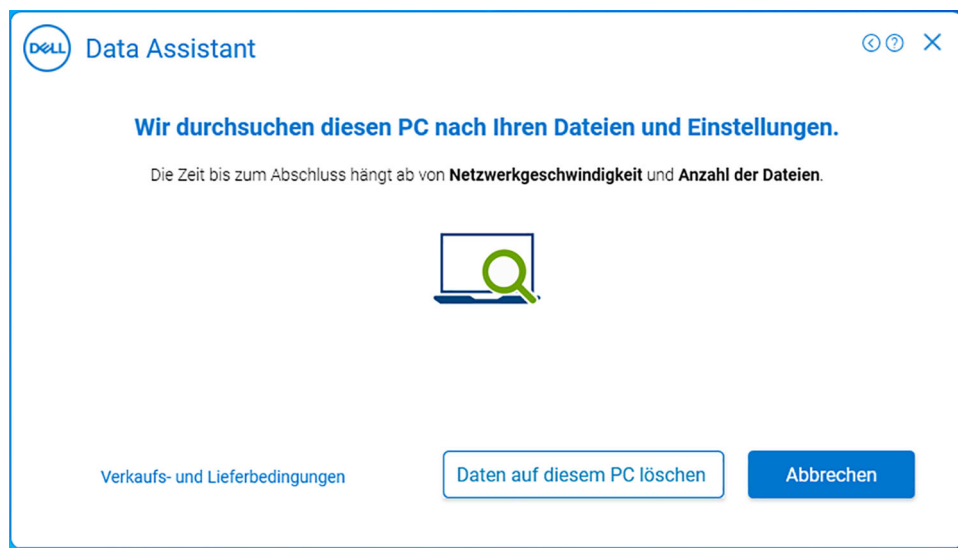 DELL Data Assistant
Wir durchsuchen diesen PC nach Ihren Dateien und Einstellungen.
Die Zeit bis zum Abschluss hängt ab von Netzwerkgeschwindigkeit und Anzahl der Dateien.
Verkaufs- und Lieferbedingungen Daten auf diesem PC löschen Abbrechen